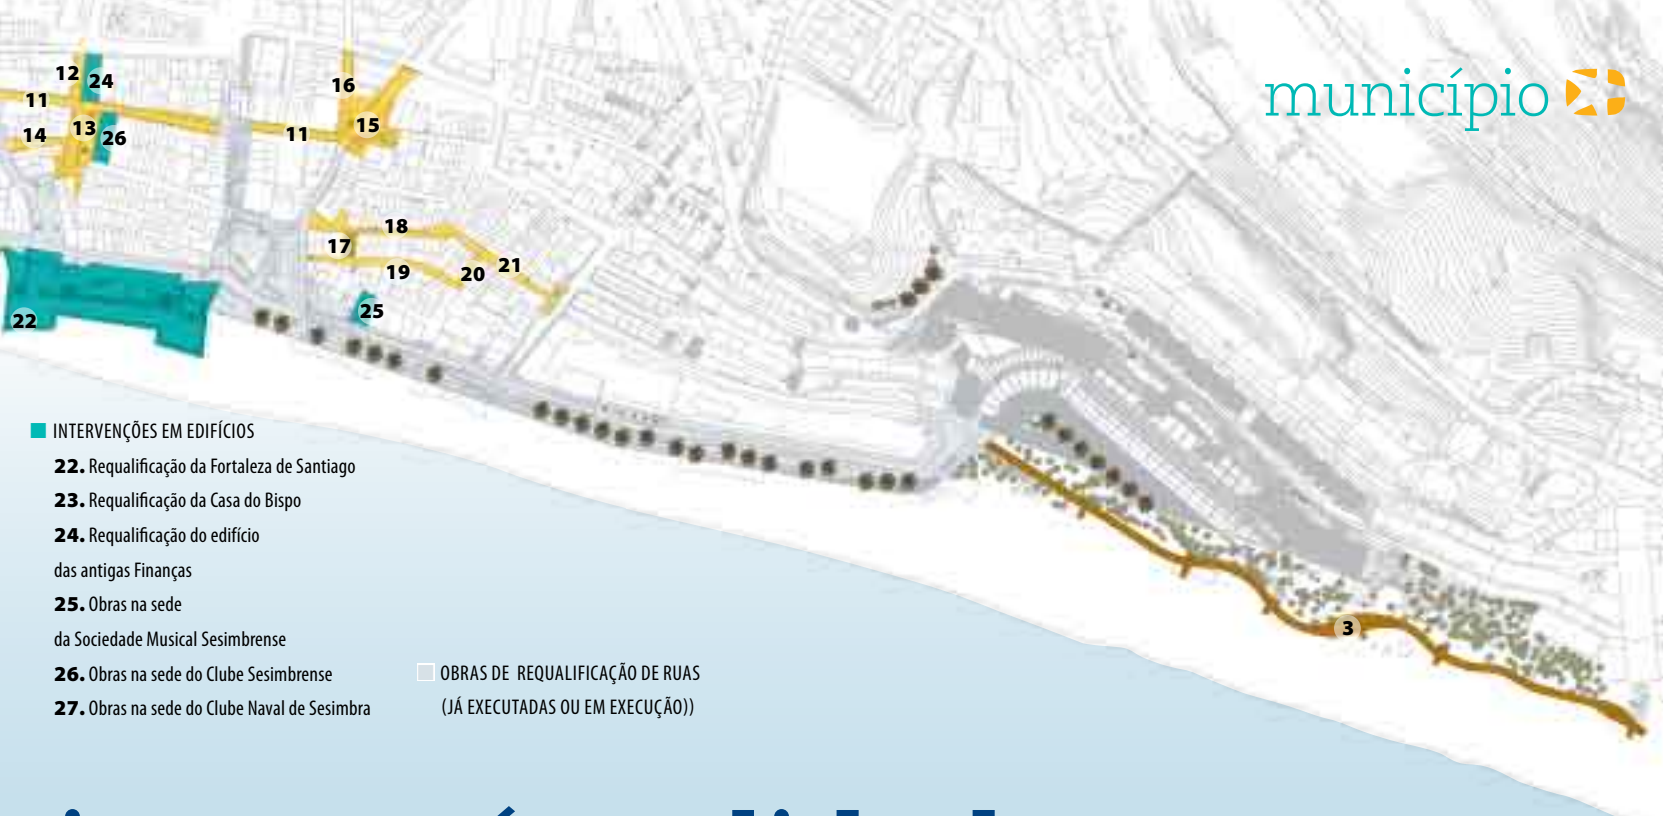 município
12
24
16
11
15
13
14
11
26
18
17
21
19
20
25
22
3
INTERVENÇÕES EM EDIFÍCIOS
22. Requalificação da Fortaleza de Santiago
23. Requalificação da Casa do Bispo
24. Requalificação do edifício
das antigas Finanças
25. Obras na sede
da Sociedade Musical Sesimbrense
26. Obras na sede do Clube Sesimbrense
27. Obras na sede do Clube Naval de Sesimbra
OBRAS DE REQUALIFICAÇÃO DE RUAS
(JÁ EXECUTADAS OU EM EXECUÇÃO))